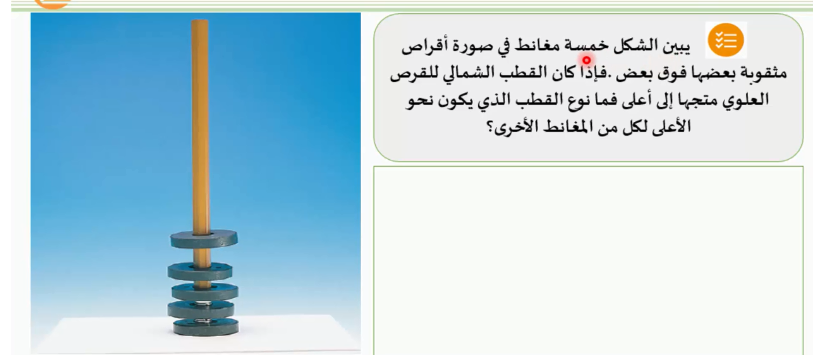 يبين الشكل خمسة مغانط في صورة أقراص
مثقوبة بعضها فوق بعض .فإذا كان القطب الشمالي للقرص
العلوي متجها إلى أعلى فما نوع القطب الذي يكون نحو
الأعلى لكل من المغانط الأخرى؟